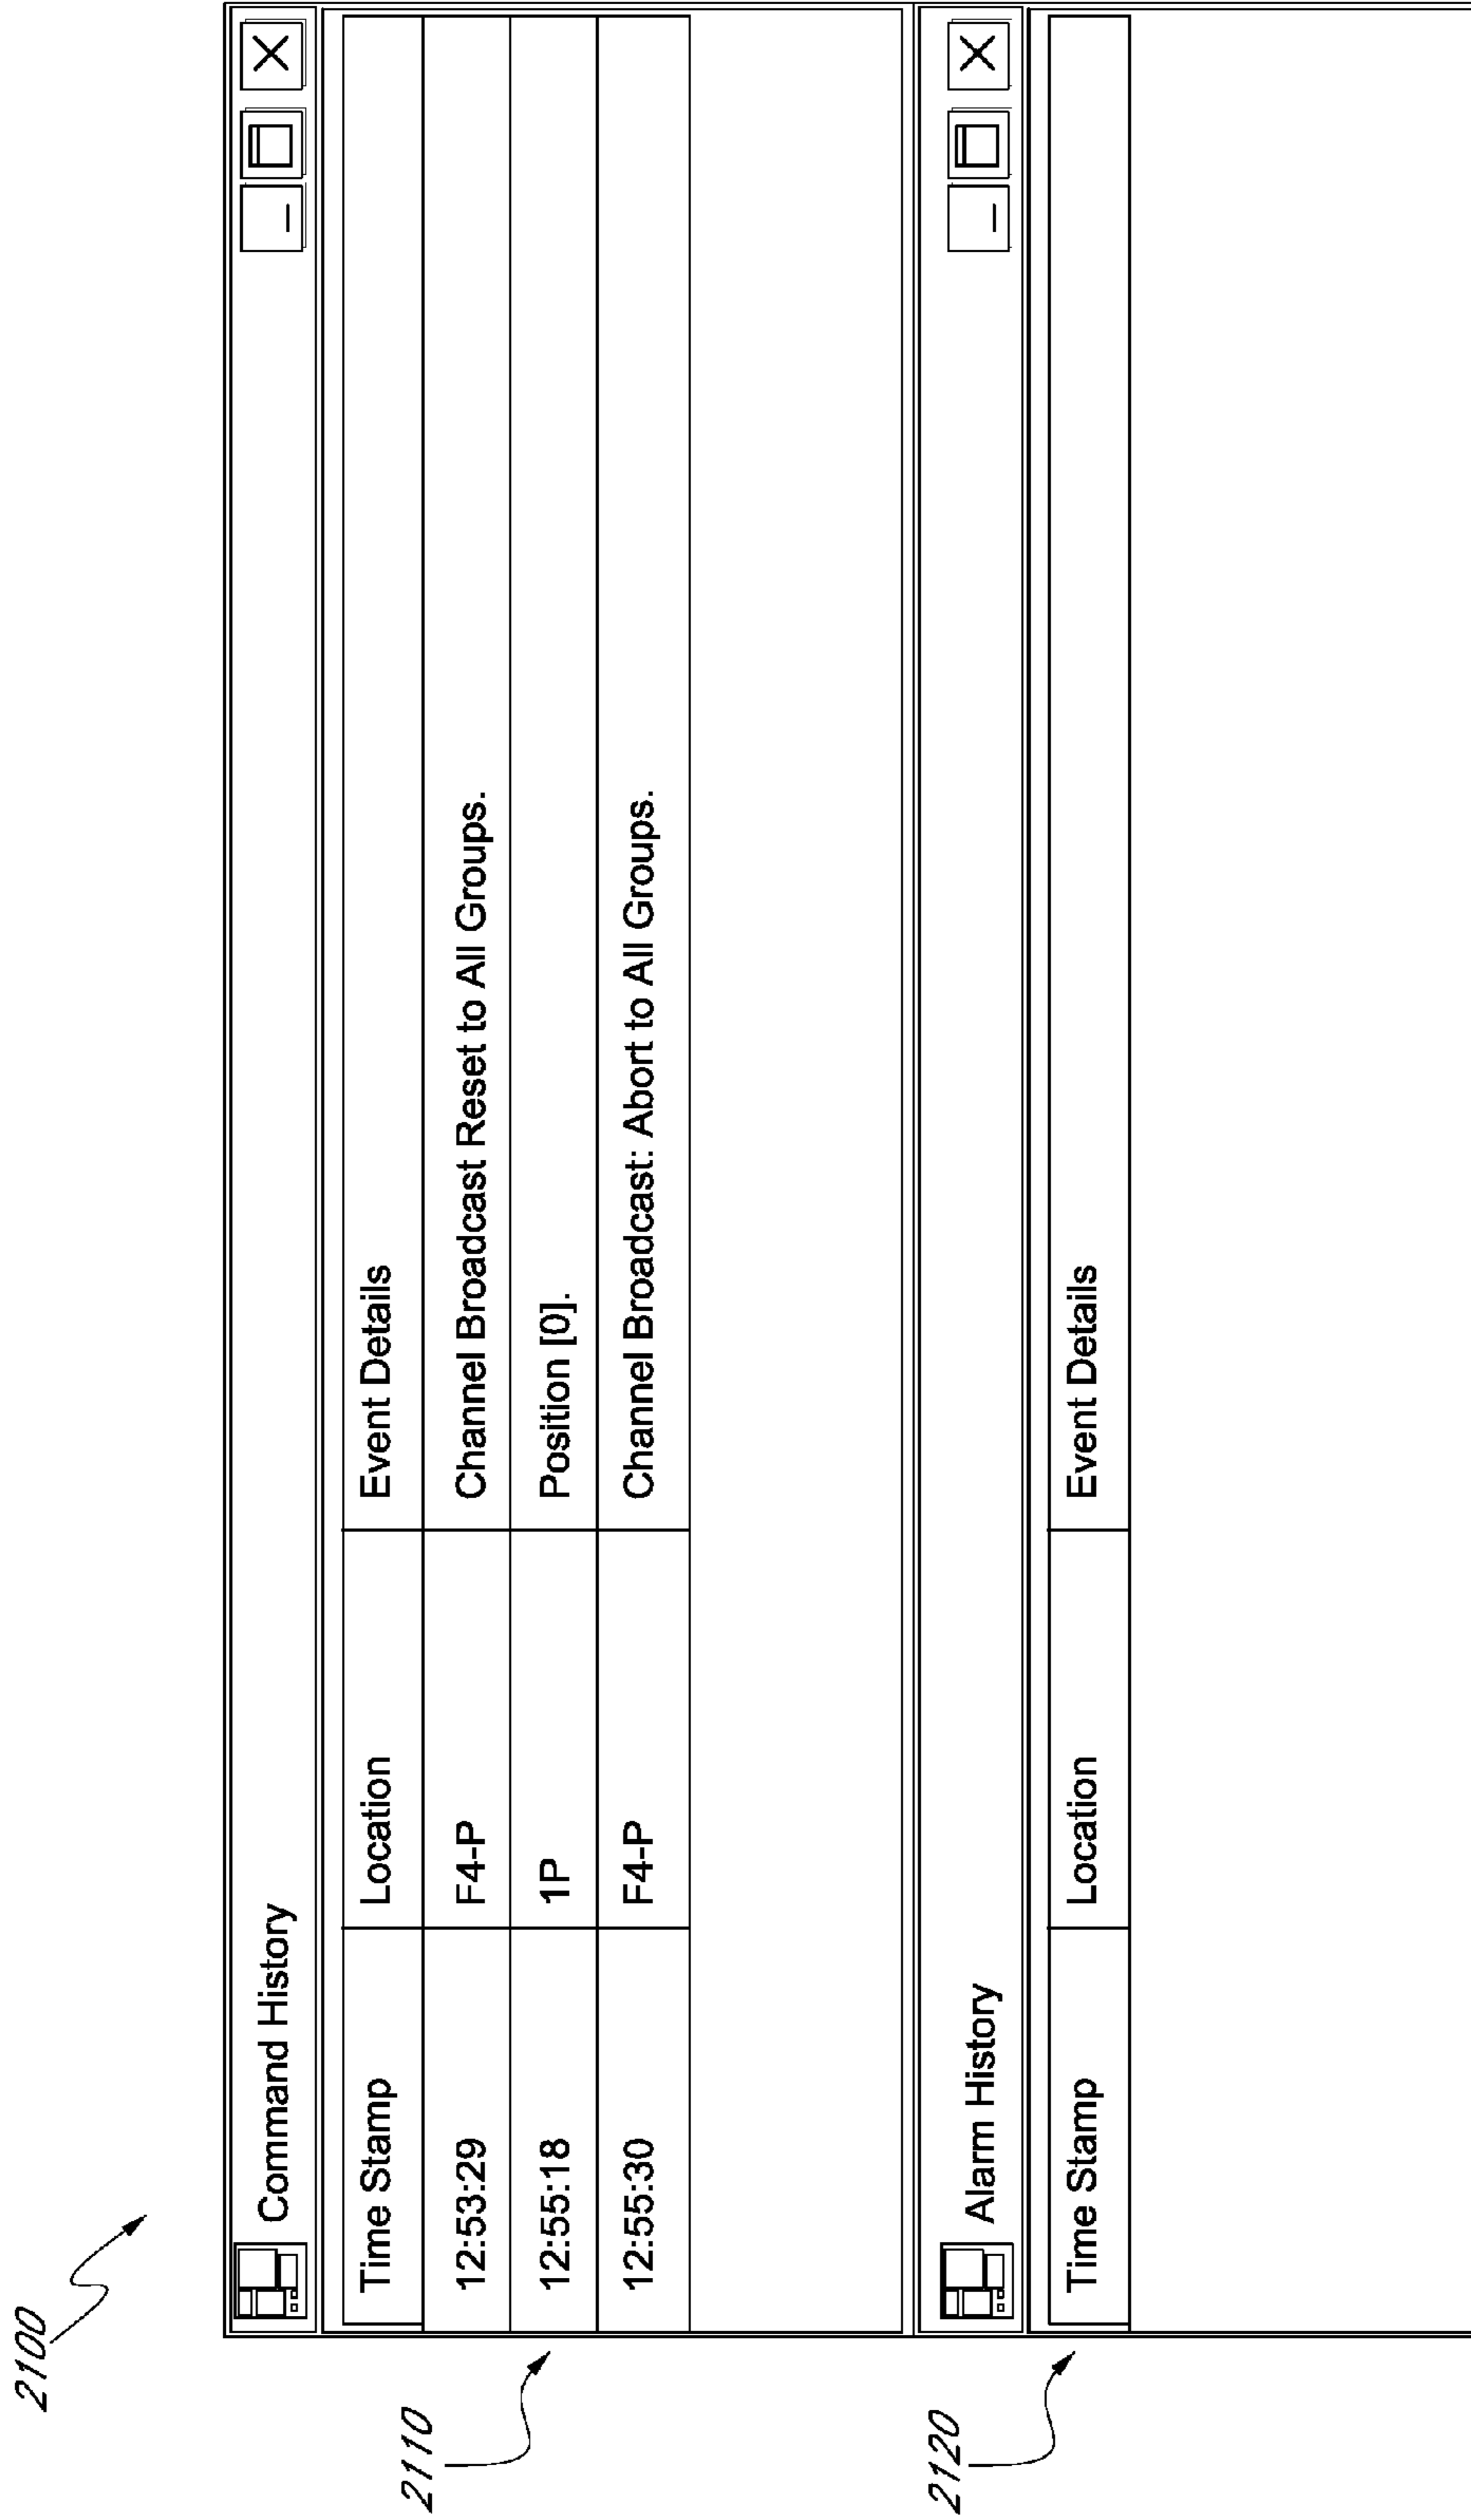 2100
2110
Command History
Time Stamp Location Event Details
12:53:29 F4-P Channel Broadcast Reset to All Groups.
12:55:18 1P Position [0].
12:55:30 F4-P Channel Broadcast: Abort to All Groups.
2120
Alarm History
Time Stamp Location Event Details